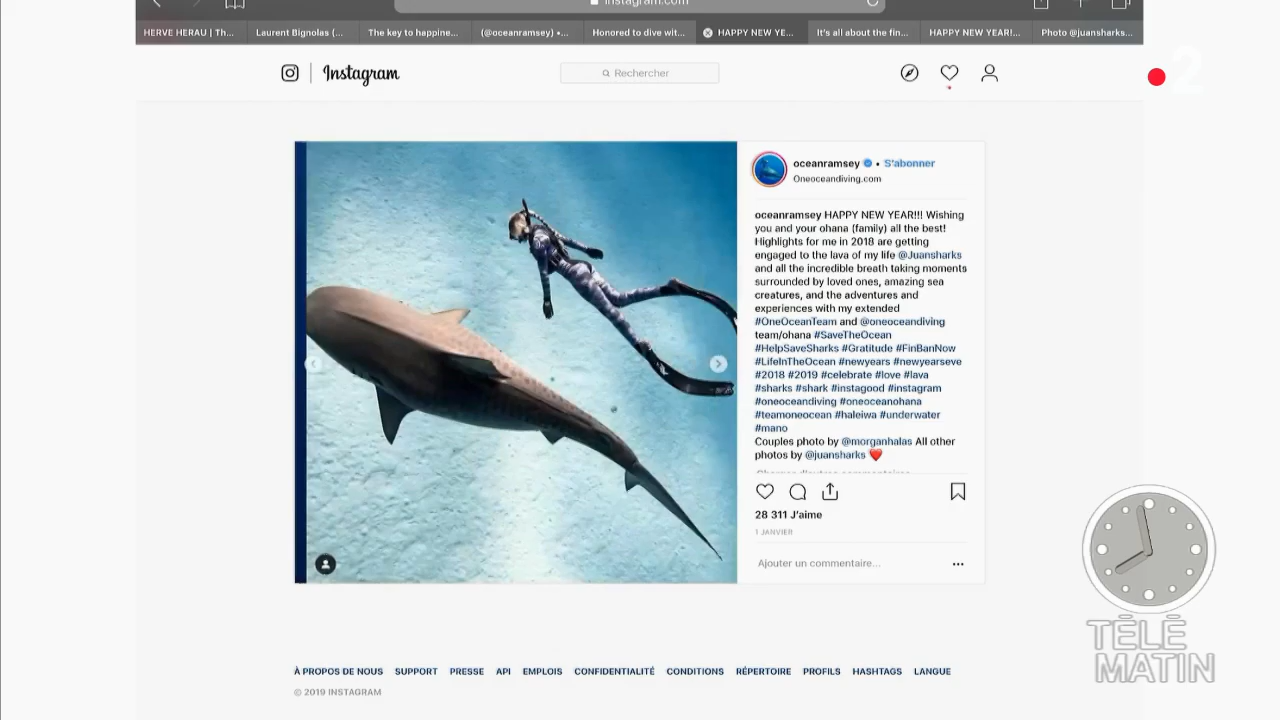 instagram.com
HERVE HERAU | Th...
Laurent Bignolas (...
The key to happine...
(@oceanramsey) •...
Honored to dive wit...
HAPPY NEW YE...
It's all about the fin...
HAPPY NEW YEAR!...
Photo @juansharks...
Instagram
Rechercher
2
oceanramsey • S'abonner
Oneoceandiving.com
oceanramsey HAPPY NEW YEAR!!! Wishing
you and your ohana (family) all the best!
Highlights for me in 2018 are getting
engaged to the lava of my life @Juansharks
and all the incredible breath taking moments
surrounded by loved ones, amazing sea
creatures, and the adventures and
experiences with my extended
#OneOceanTeam and @oneoceandiving
team/ohana #SaveTheOcean
#HelpSaveSharks #Gratitude #FinBanNow
#LifeInTheOcean #newyears #newyearseve
#2018 #2019 #celebrate #love #lava
#sharks #shark #instagood #instagram
#oneoceandiving #oneoceanohana
#teamoneocean #haleiwa #underwater
#mano
Couples photo by @morganhalas All other
photos by @juansharks ❤️
28 311 J'aime
1 JANVIER
Ajouter un commentaire...
TÉLÉ
MATIN
À PROPOS DE NOUS SUPPORT PRESSE API EMPLOIS CONFIDENTIALITÉ CONDITIONS RÉPERTOIRE PROFILS HASHTAGS LANGUE
© 2019 INSTAGRAM